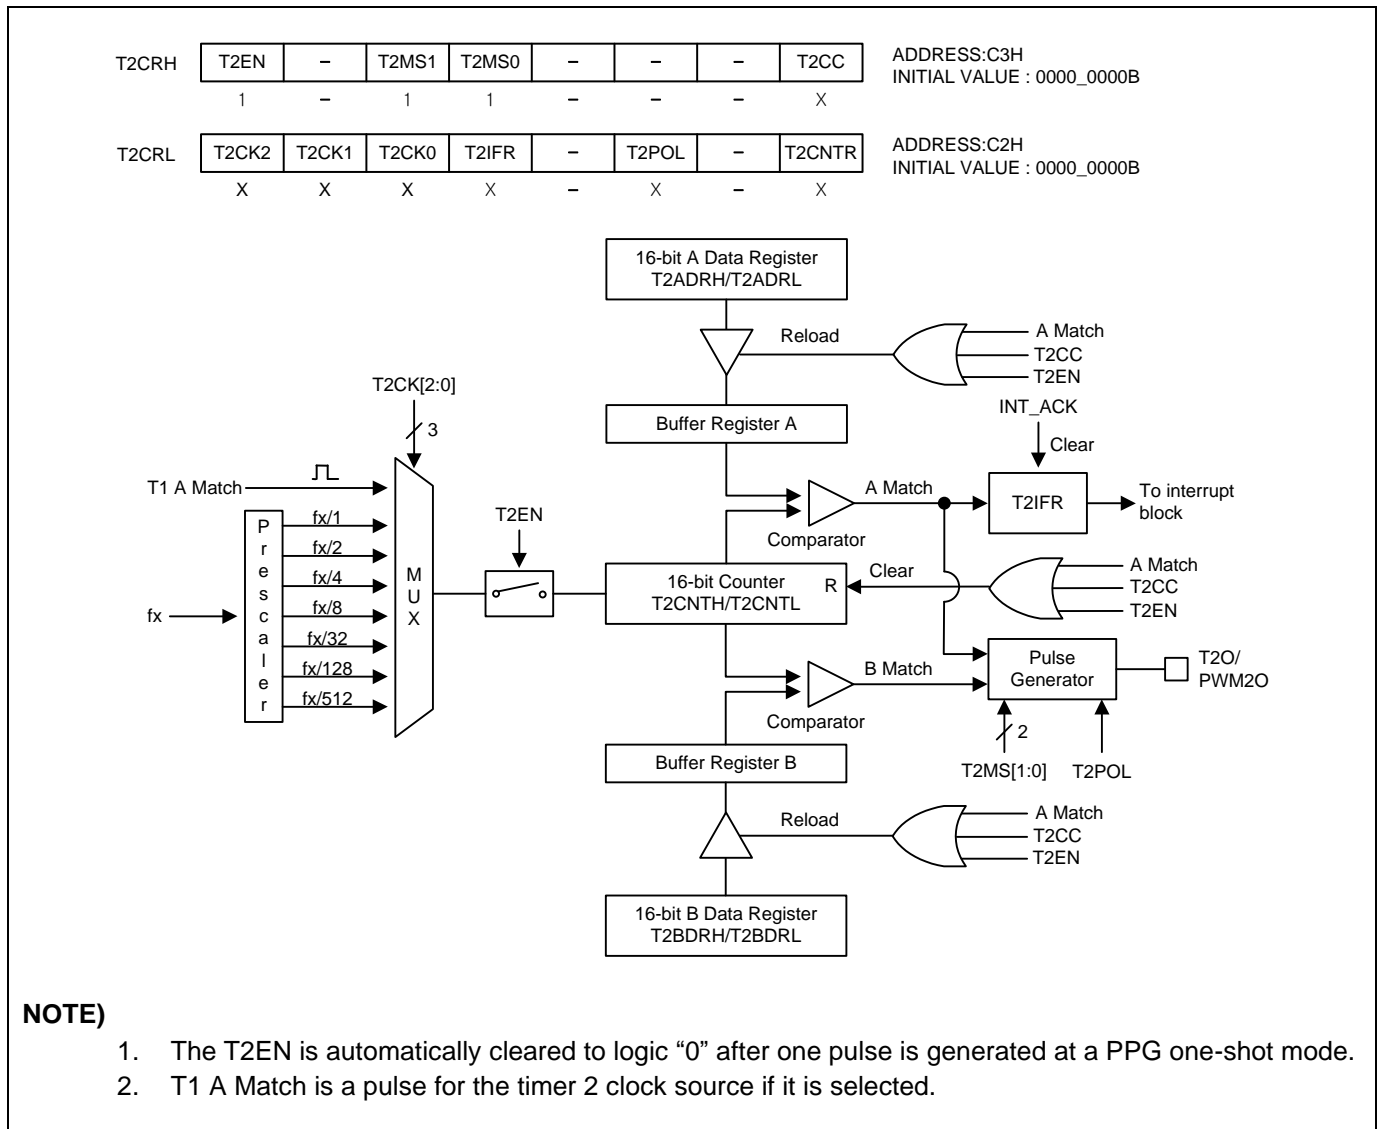 T2CRH T2EN – T2MS1 T2MS0 – – – T2CC ADDRESS:C3H
INITIAL VALUE : 0000_0000B
1 – 1 1 – – – X
T2CRL T2CK2 T2CK1 T2CK0 T2IFR – T2POL – T2CNTR ADDRESS:C2H
INITIAL VALUE : 0000_0000B
X X X X – X – X
16-bit A Data Register
T2ADRH/T2ADRL
Reload
A Match
T2CC
T2EN
T2CK[2:0]
3
Buffer Register A
INT_ACK
Clear
T1 A Match
A Match
T2IFR
To interrupt
block
Comparator
Prescaler
fx
fx/1
fx/2
fx/4
fx/8
fx/32
fx/128
fx/512
MUX
T2EN
16-bit Counter
T2CNTH/T2CNTL
R
Clear
A Match
T2CC
T2EN
B Match
Comparator
Pulse
Generator
T2O/
PWM2O
2
T2MS[1:0]
T2POL
Buffer Register B
Reload
A Match
T2CC
T2EN
16-bit B Data Register
T2BDRH/T2BDRL
NOTE)
1. The T2EN is automatically cleared to logic “0” after one pulse is generated at a PPG one-shot mode.
2. T1 A Match is a pulse for the timer 2 clock source if it is selected.